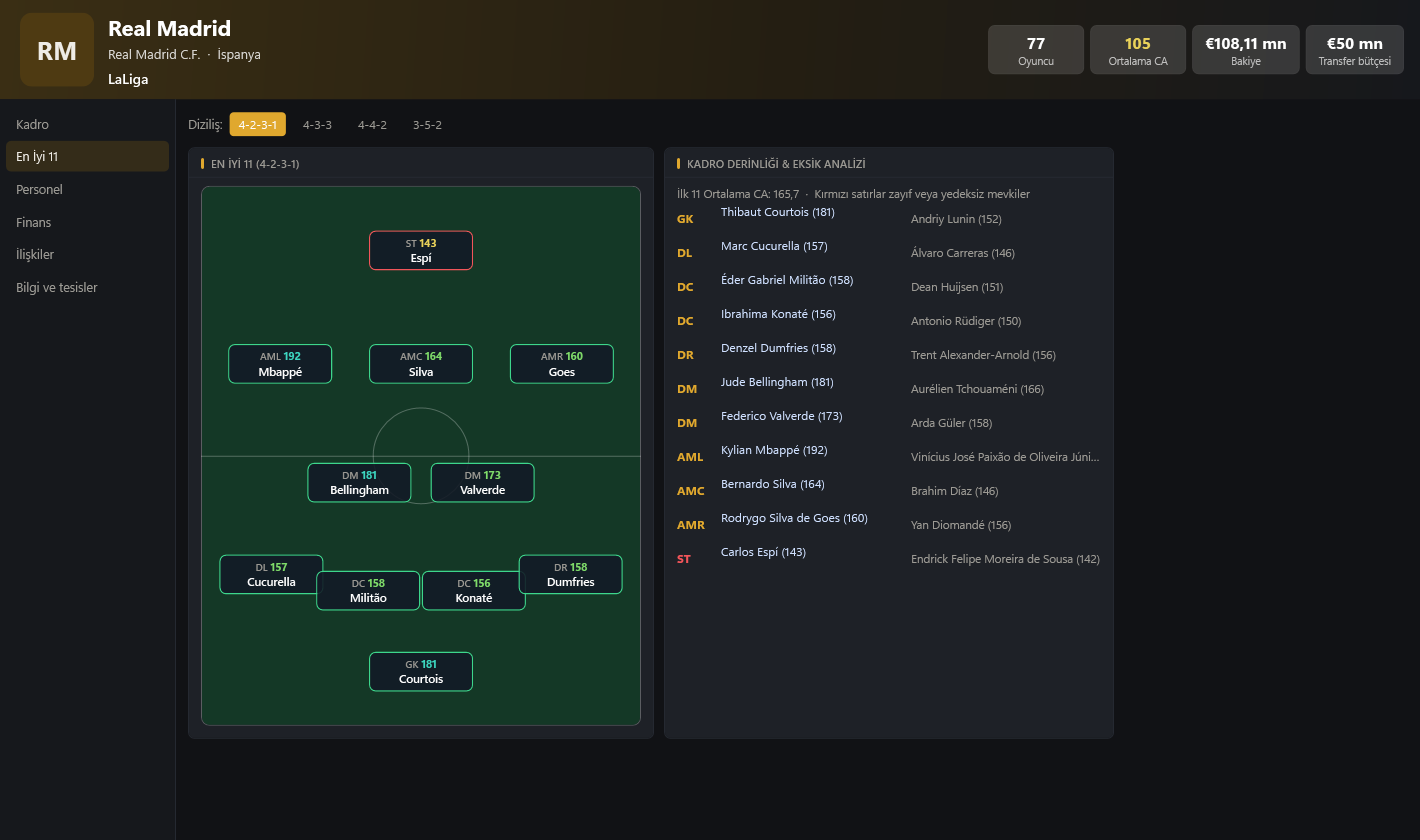 RM
Real Madrid
Real Madrid C.F. · İspanya
LaLiga
77
Oyuncu
105
Ortalama CA
€108,11 mn
Bakiye
€50 mn
Transfer bütçesi
Kadro
En İyi 11
Personel
Finans
İlişkiler
Bilgi ve tesisler
Diziliş: 4-2-3-1 4-3-3 4-4-2 3-5-2
EN İYİ 11 (4-2-3-1)
ST 143
Espí
AML 192
Mbappé
AMC 164
Silva
AMR 160
Goes
DM 181
Bellingham
DM 173
Valverde
DL 157
Cucurella
DC 158
Militão
DC 156
Konaté
DR 158
Dumfries
GK 181
Courtois
KADRO DERİNLİĞİ & EKSİK ANALİZİ
İlk 11 Ortalama CA: 165,7 · Kırmızı satırlar zayıf veya yedeksiz mevkiler
GK Thibaut Courtois (181) Andriy Lunin (152)
DL Marc Cucurella (157) Álvaro Carreras (146)
DC Éder Gabriel Militão (158) Dean Huijsen (151)
DC Ibrahima Konaté (156) Antonio Rüdiger (150)
DR Denzel Dumfries (158) Trent Alexander-Arnold (156)
DM Jude Bellingham (181) Aurélien Tchouaméni (166)
DM Federico Valverde (173) Arda Güler (158)
AML Kylian Mbappé (192) Vinícius José Paixão de Oliveira Júni...
AMC Bernardo Silva (164) Brahim Díaz (146)
AMR Rodrygo Silva de Goes (160) Yan Diomandé (156)
ST Carlos Espí (143) Endrick Felipe Moreira de Sousa (142)